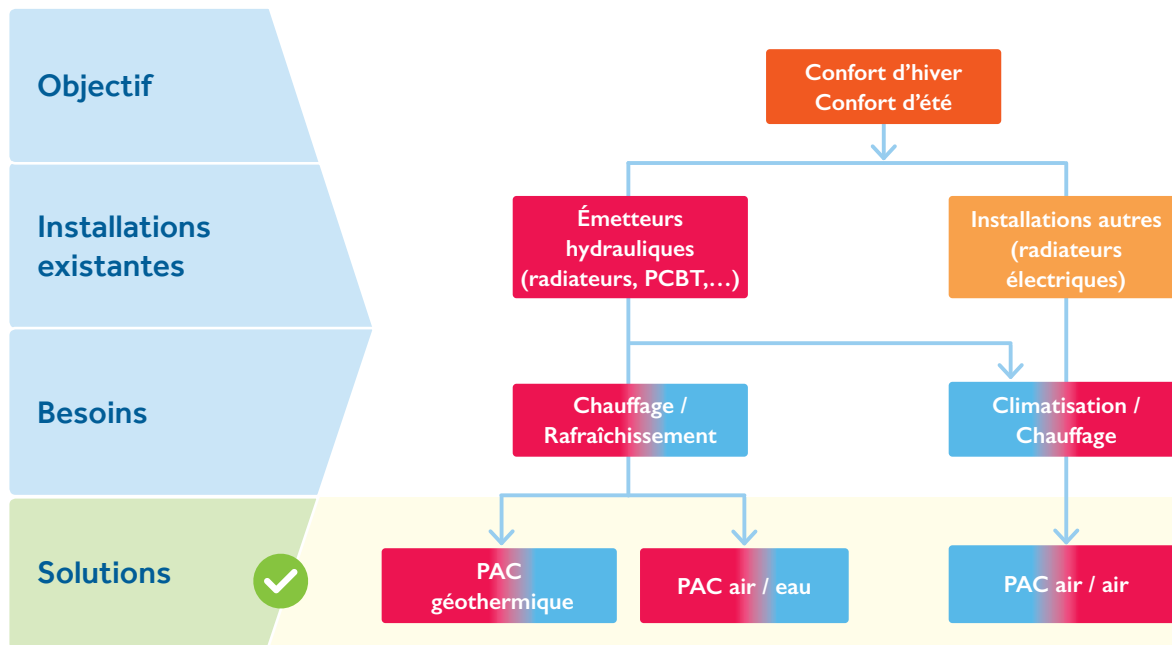 Objectif
Confort d'hiver
Confort d'été
Installations
existantes
Émetteurs
hydrauliques
(radiateurs, PCBT,...)
Installations autres
(radiateurs
électriques)
Besoins
Chauffage /
Rafraîchissement
Climatisation /
Chauffage
Solutions
PAC
géothermique
PAC air / eau
PAC air / air